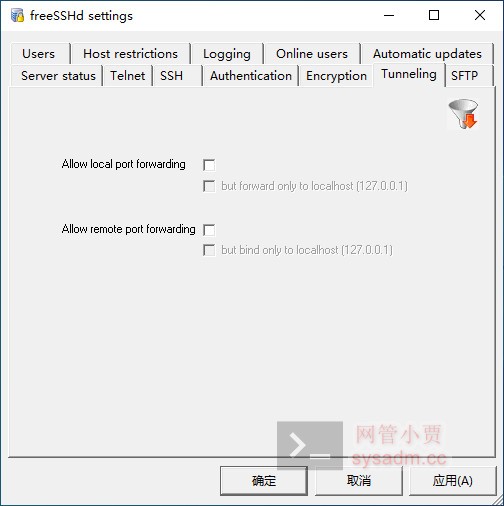 freeSSHd settings
Users Host restrictions Logging Online users Automatic updates
Server status Telnet SSH Authentication Encryption Tunneling SFTP
Allow local port forwarding
but forward only to localhost (127.0.0.1)
Allow remote port forwarding
but bind only to localhost (127.0.0.1)
网管小贾
sysadm.cc
确定 取消 应用(A)